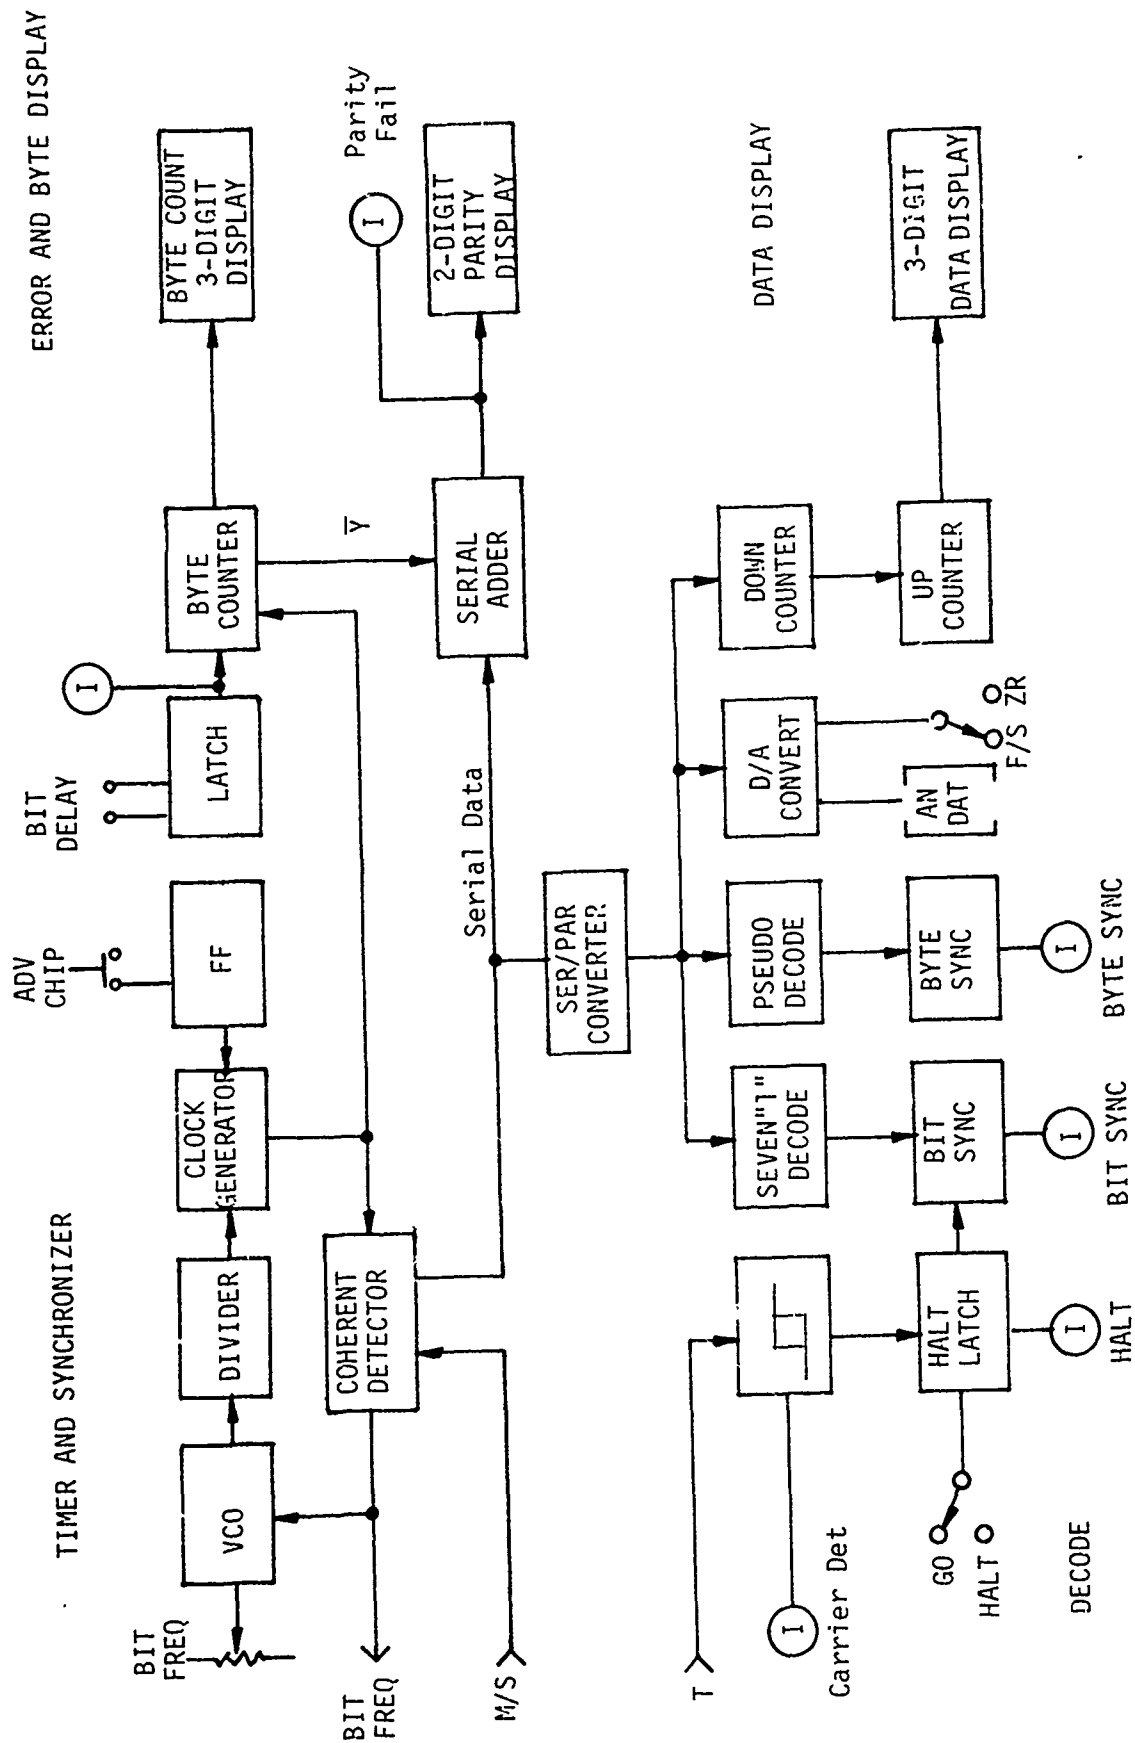 TIMER AND SYNCHRONIZER
ERROR AND BYTE DISPLAY
BIT
FREQ
VCO
DIVIDER
CLOCK
GENERATOR
ADV
CHIP
FF
BIT
DELAY
LATCH
I
BYTE
COUNTER
BYTE COUNT
3-DIGIT
DISPLAY
BIT
FREQ
COHERENT
DETECTOR
Y̅
SERIAL
ADDER
I
Parity
Fail
2-DIGIT
PARITY
DISPLAY
M/S
Serial Data
SER/PAR
CONVERTER
DATA DISPLAY
T
SEVEN"1"
DECODE
PSEUDO
DECODE
D/A
CONVERT
DOWN
COUNTER
I
Carrier Det
GO
HALT
HALT
LATCH
BIT
SYNC
BYTE
SYNC
AN
DAT
F/S
ZR
UP
COUNTER
3-DIGIT
DATA DISPLAY
I
HALT
I
BIT SYNC
I
BYTE SYNC
DECODE